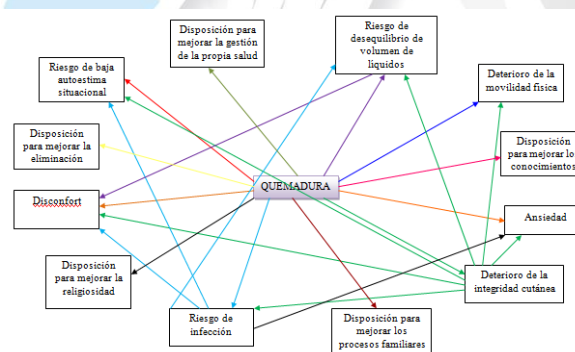 Disposición para
mejorar la gestión
de la propia salud
Riesgo de
desequilibrio de
volumen de
líquidos
Riesgo de baja
autoestima
situacional
Deterioro de la
movilidad física
Disposición
para mejorar la
eliminación
Disposición
para mejorar lo
conocimientos
QUEMADURA
Disconfort
Ansiedad
Disposición
para mejorar la
religiosidad
Deterioro de la
integridad cutánea
Riesgo de
infección
Disposición para
mejorar los
procesos familiares